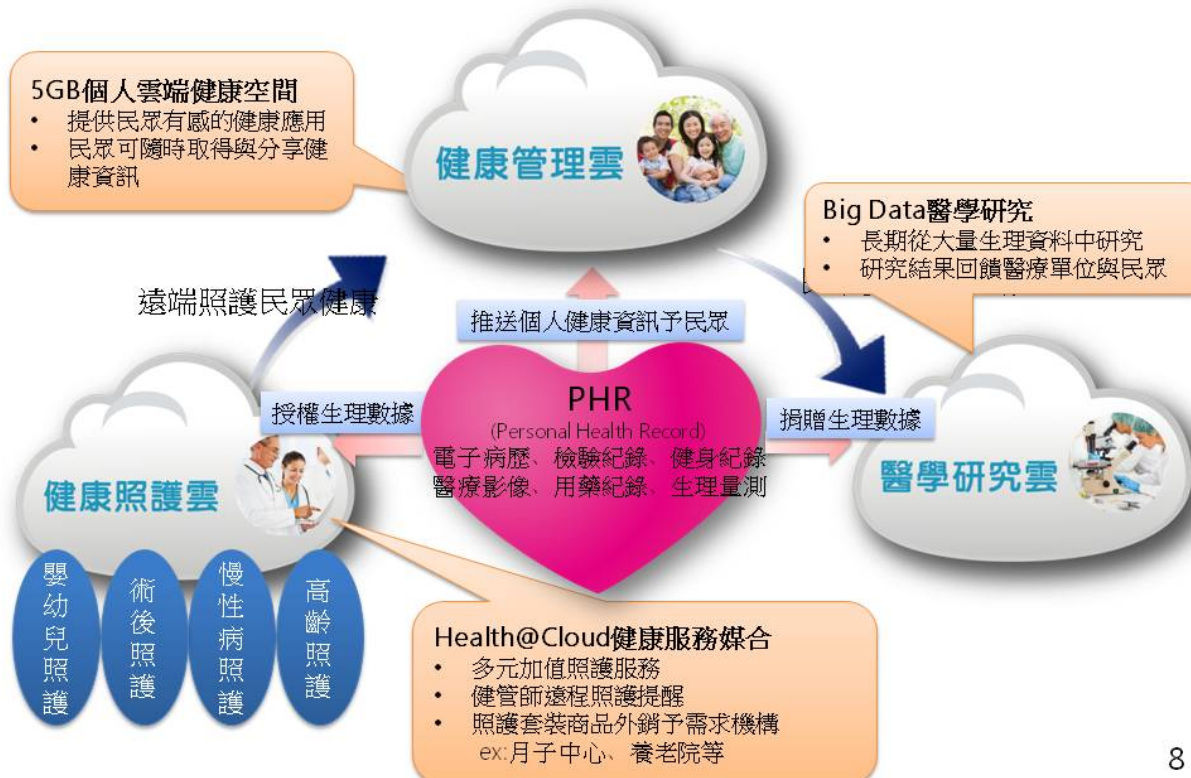 5GB個人雲端健康空間
• 提供民眾有感的健康應用
• 民眾可隨時取得與分享健
康資訊
健康管理雲
Big Data醫學研究
• 長期從大量生理資料中研究
• 研究結果回饋醫療單位與民眾
遠端照護民眾健康
推送個人健康資訊予民眾
授權生理數據
PHR
(Personal Health Record)
電子病歷、檢驗紀錄、健身紀錄
醫療影像、用藥紀錄、生理量測
捐贈生理數據
健康照護雲
醫學研究雲
嬰幼兒照護
術後照護
慢性病照護
高齡照護
Health@Cloud健康服務媒合
• 多元加值照護服務
• 健管師遠程照護提醒
• 照護套裝商品外銷予需求機構
ex:月子中心、養老院等
8